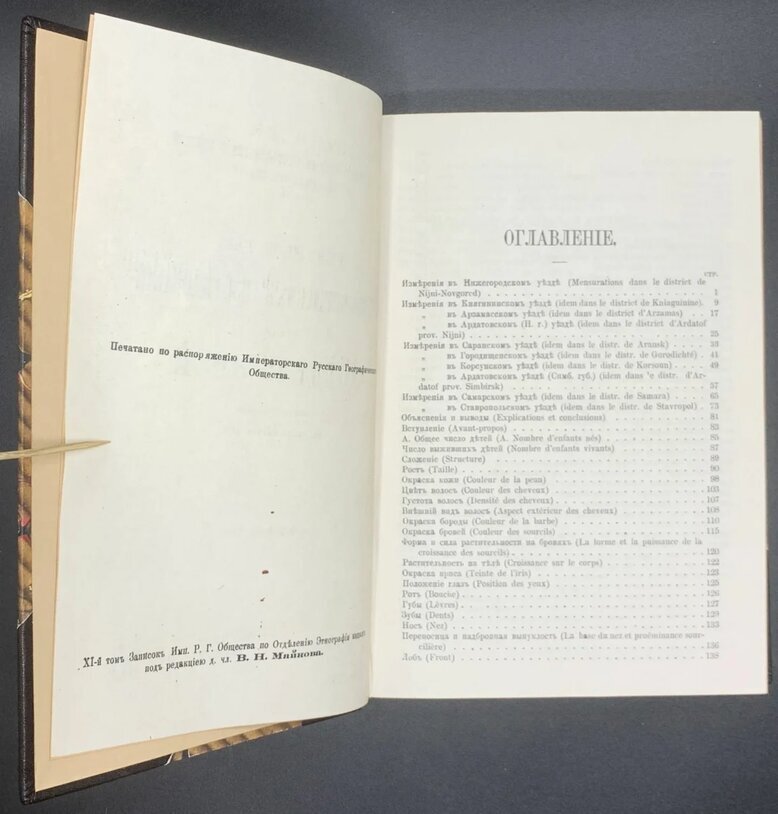 Печатано по распоряженію Императорскаго Русскаго Географическаго
Общества.
XI-й томъ Записокъ Имп. Р. Г. Общества по Отдѣленію Этнографіи изданъ
подъ редакціею д. чл. В. Н. Майнова.
ОГЛАВЛЕНІЕ.
СТР.
Измѣренія въ Нижегородскомъ уѣздѣ (Mensurations dans le district de
Nijni-Novgorod) . . . 1
Измѣренія въ Княгининскомъ уѣздѣ (idem dans le district de Kniaguinino). 9
„ въ Арзамасскомъ уѣздѣ (idem dans le district d'Arzamas) . . 17
„ въ Ардатовскомъ (Н. г.) уѣздѣ (idem dans le district d'Ardatof
prov. Nijni) . . . 25
Измѣренія въ Саранскомъ уѣздѣ (idem dans le distr. de Aransk) . . . 33
„ въ Городищенскомъ уѣздѣ (idem dans le distr. de Gorodichté) . 41
„ въ Корсунскомъ уѣздѣ (idem dans le distr. de Korsoun) . . . 49
„ въ Ардатовскомъ уѣздѣ (Симб. губ.) (idem dans 'e distr. d'Ar-
datof prov. Simbirsk) . . . 57
Измѣренія въ Самарскомъ уѣздѣ (idem dans le distr. de Samara) . . . 65
„ въ Ставропольскомъ уѣздѣ (idem dans le distr. de Stavropol) . 73
Объясненія и выводы (Explications et conclusions) . . . 81
Вступленіе (Avant-propos) . . . 83
А. Общее число дѣтей (A. Nombre d'enfants nés) . . . 85
Число выжившихъ дѣтей (Nombre d'enfants vivants) . . . 87
Сложеніе (Structure) . . . 89
Ростъ (Taille) . . . 90
Окраска кожи (Couleur de la peau) . . . 98
Цвѣтъ волосъ (Couleur des cheveux) . . . 103
Густота волосъ (Densité des cheveux) . . . 107
Внѣшній видъ волосъ (Aspect extérieur des cheveux) . . . 108
Окраска бороды (Couleur de la barbe) . . . 110
Окраска бровей (Couleur des sourcils) . . . 115
Форма и сила растительности на бровяхъ (La forme et la puissance de la
croissance des sourcils) . . . 120
Растительность на тѣлѣ (Croissance sur le corps) . . . 122
Окраска ириса (Teinte de l'iris) . . . 123
Положеніе глазъ (Position des yeux) . . . 125
Ротъ (Bouche) . . . 126
Губы (Lèvres) . . . 127
Зубы (Dents) . . . 129
Носъ (Nez) . . . 133
Переносица и надбровная выпуклость (La base du nez et proéminance sour-
cilière) . . . 136
Лобъ (Front) . . . 138